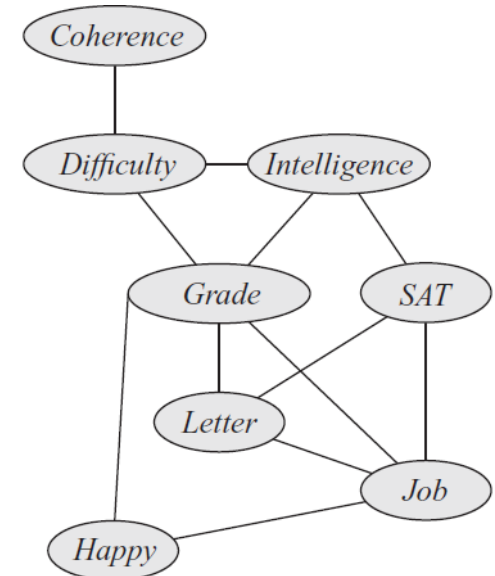 Coherence
Difficulty Intelligence
Grade SAT
Letter
Job
Happy